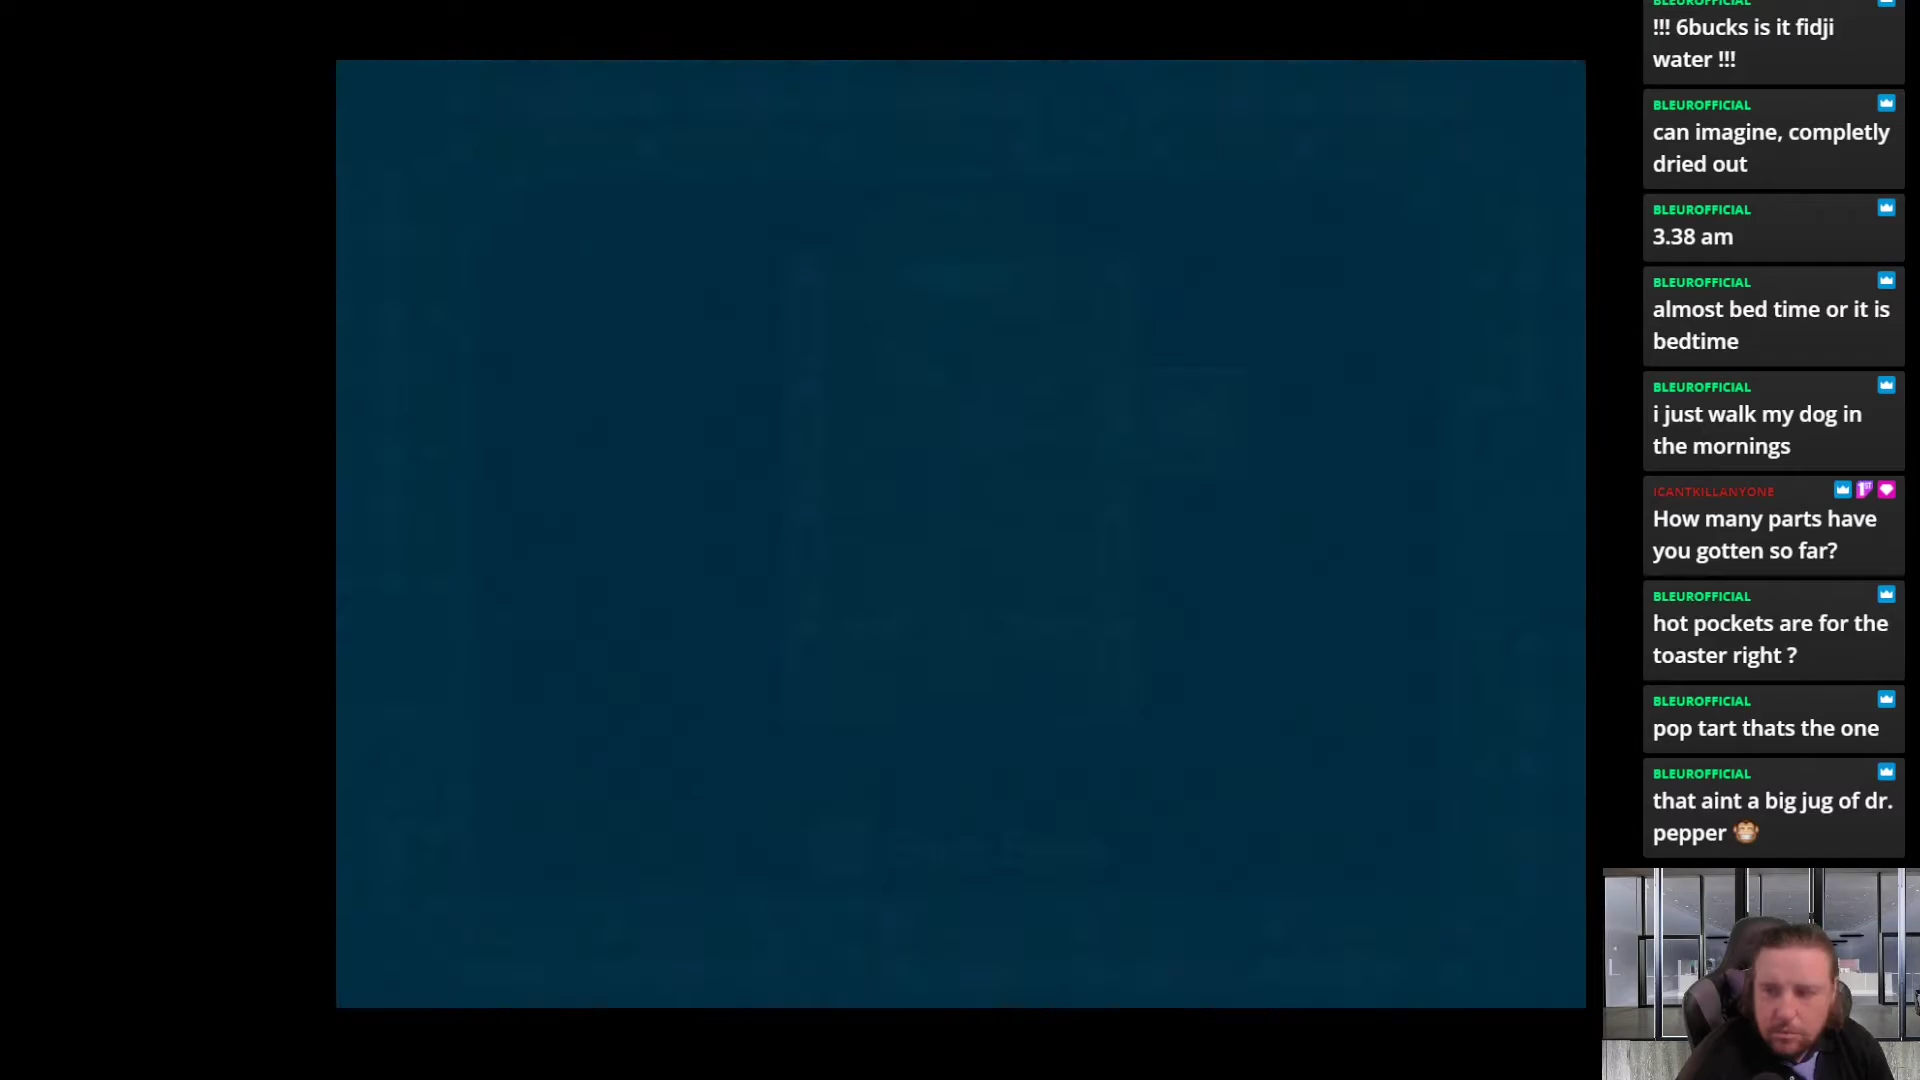 BLEUROFFICIAL
!!! 6bucks is it fidji
water !!!
BLEUROFFICIAL
can imagine, completly
dried out
BLEUROFFICIAL
3.38 am
BLEUROFFICIAL
almost bed time or it is
bedtime
BLEUROFFICIAL
i just walk my dog in
the mornings
ICANTKILLANYONE
How many parts have
you gotten so far?
BLEUROFFICIAL
hot pockets are for the
toaster right ?
BLEUROFFICIAL
pop tart thats the one
BLEUROFFICIAL
that aint a big jug of dr.
pepper 🐵